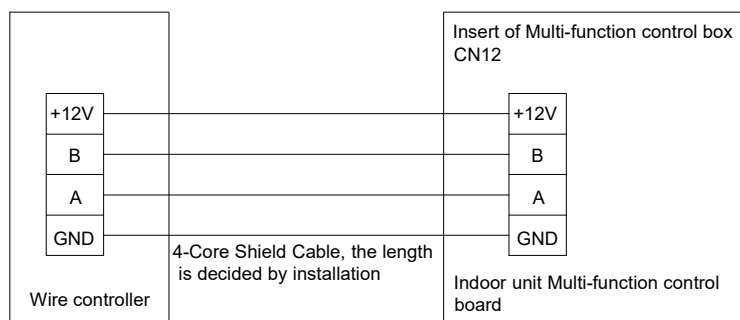 Insert of Multi-function control box
CN12
+12V
B
A
GND
+12V
B
A
GND
4-Core Shield Cable, the length
is decided by installation
Wire controller
Indoor unit Multi-function control
board